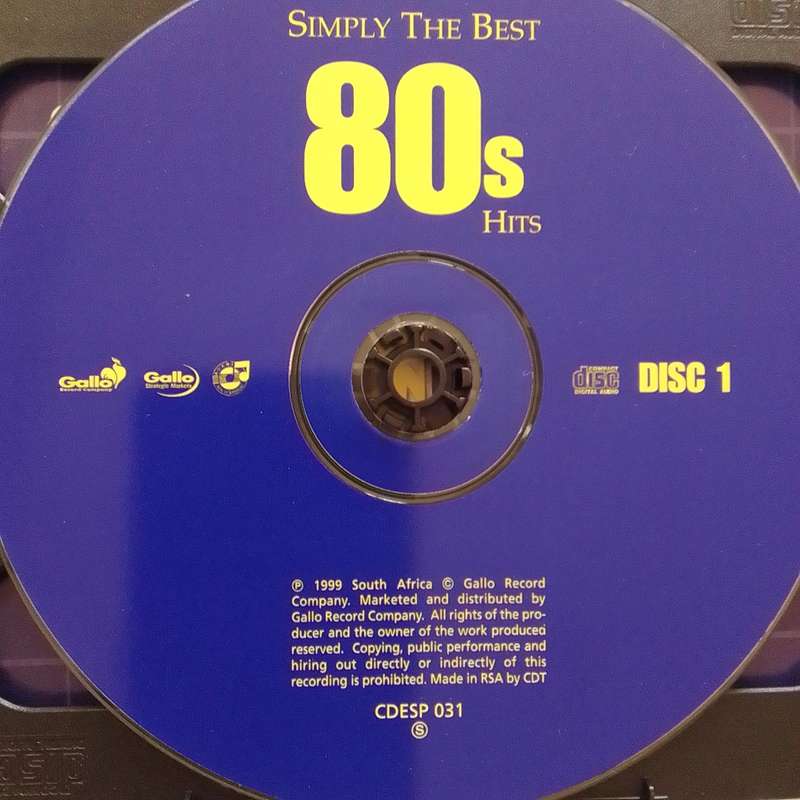 SIMPLY THE BEST
80s
HITS
Gallo
Record Company
Gallo
Strategic Markets
COMPACT
disc
DIGITAL AUDIO
DISC 1
℗ 1999 South Africa © Gallo Record
Company. Marketed and distributed by
Gallo Record Company. All rights of the pro-
ducer and the owner of the work produced
reserved. Copying, public performance and
hiring out directly or indirectly of this
recording is prohibited. Made in RSA by CDT
CDESP 031
Ⓢ